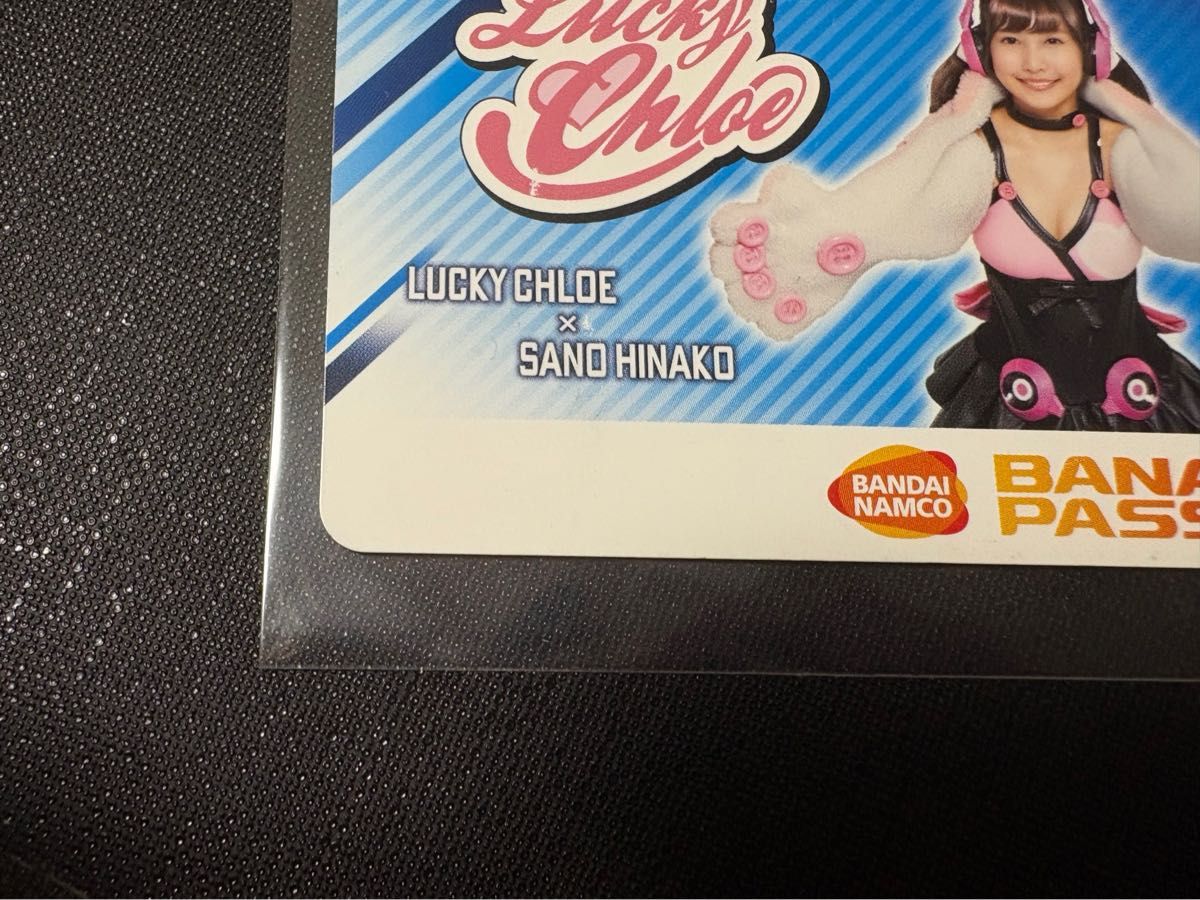 Lucky
Chloe
LUCKY CHLOE
×
SANO HINAKO
BANDAI
NAMCO
BANA
PASS